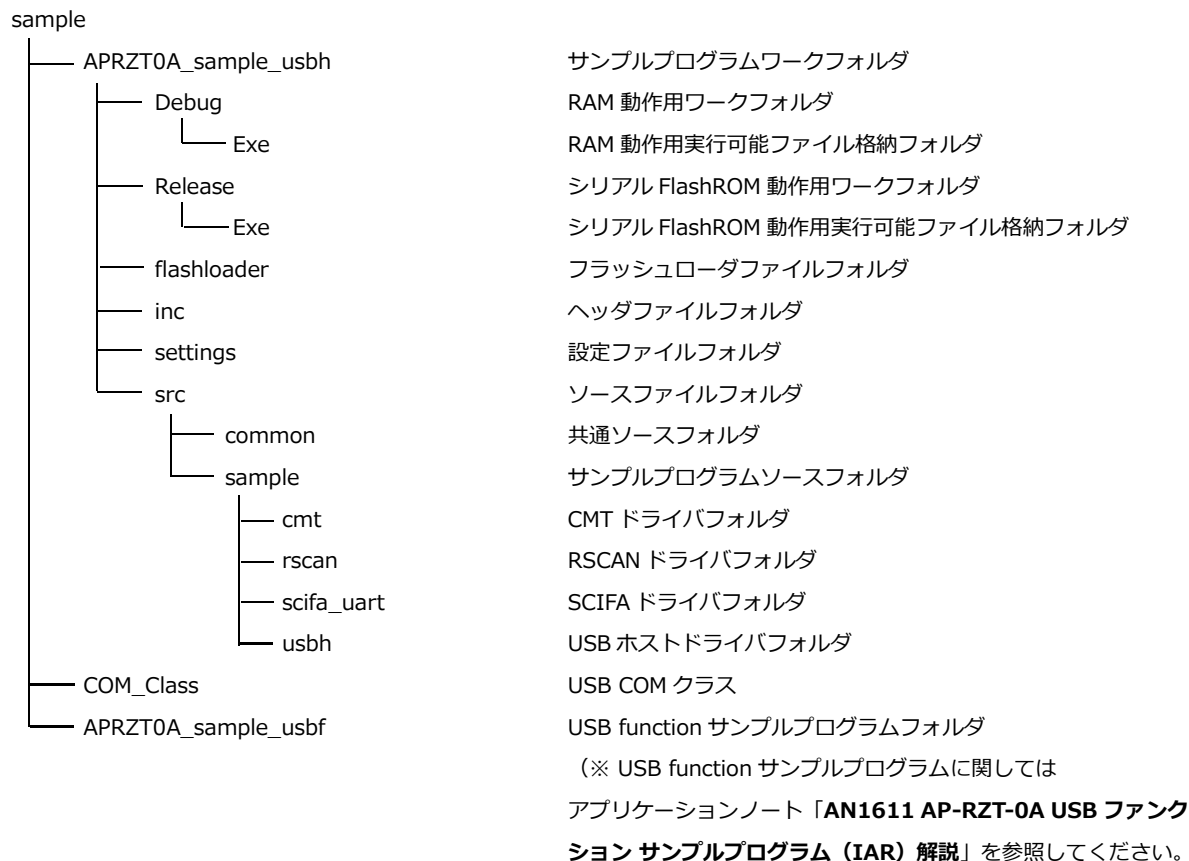 sample
APRZT0A_sample_usbh サンプルプログラムワークフォルダ
Debug RAM 動作用ワークフォルダ
Exe RAM 動作用実行可能ファイル格納フォルダ
Release シリアル FlashROM 動作用ワークフォルダ
Exe シリアル FlashROM 動作用実行可能ファイル格納フォルダ
flashloader フラッシュローダファイルフォルダ
inc ヘッダファイルフォルダ
settings 設定ファイルフォルダ
src ソースファイルフォルダ
common 共通ソースフォルダ
sample サンプルプログラムソースフォルダ
cmt CMT ドライバフォルダ
rscan RSCAN ドライバフォルダ
scifa_uart SCIFA ドライバフォルダ
usbh USB ホストドライバフォルダ
COM_Class USB COM クラス
APRZT0A_sample_usbf USB function サンプルプログラムフォルダ
（※ USB function サンプルプログラムに関しては
アプリケーションノート「AN1611 AP-RZT-0A USB ファンク
ション サンプルプログラム（IAR）解説」を参照してください。